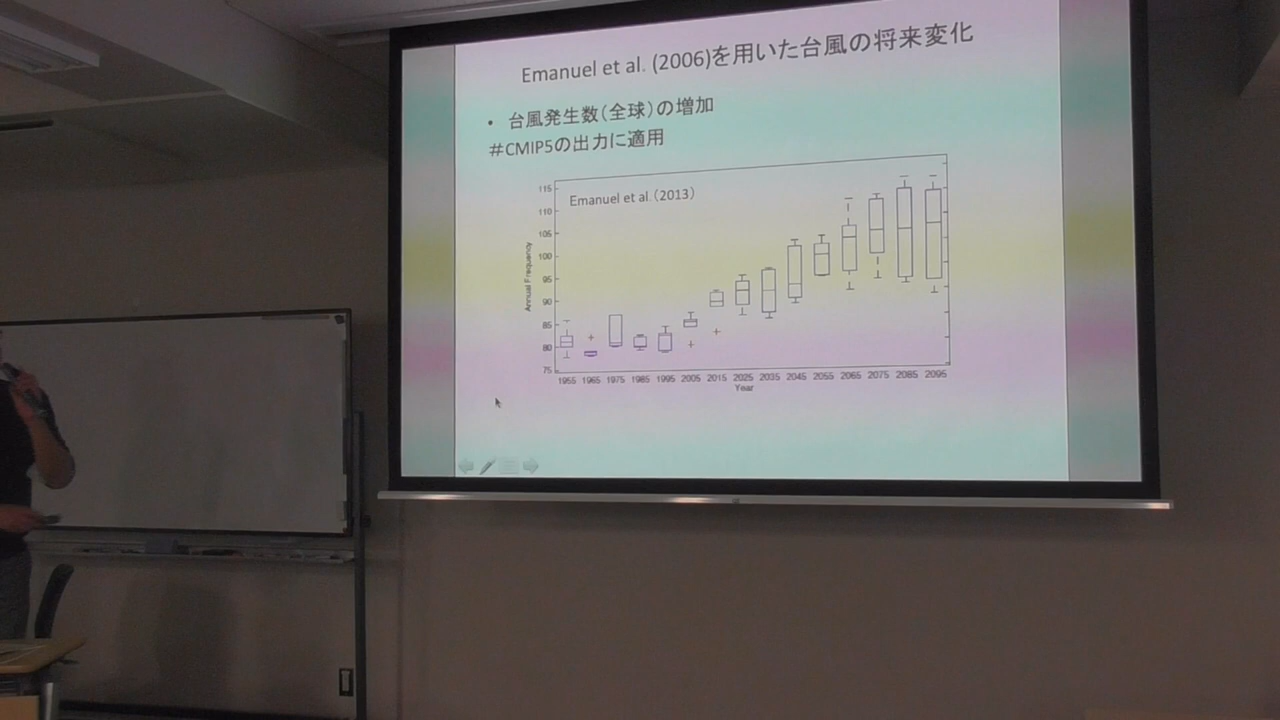 Emanuel et al. (2006)を用いた台風の将来変化
• 台風発生数(全球)の増加
#CMIP5の出力に適用
Emanuel et al.(2013)
115
110
105
100
95
90
85
80
75
Annual Frequency
1955 1965 1975 1985 1995 2005 2015 2025 2035 2045 2055 2065 2075 2085 2095
Year